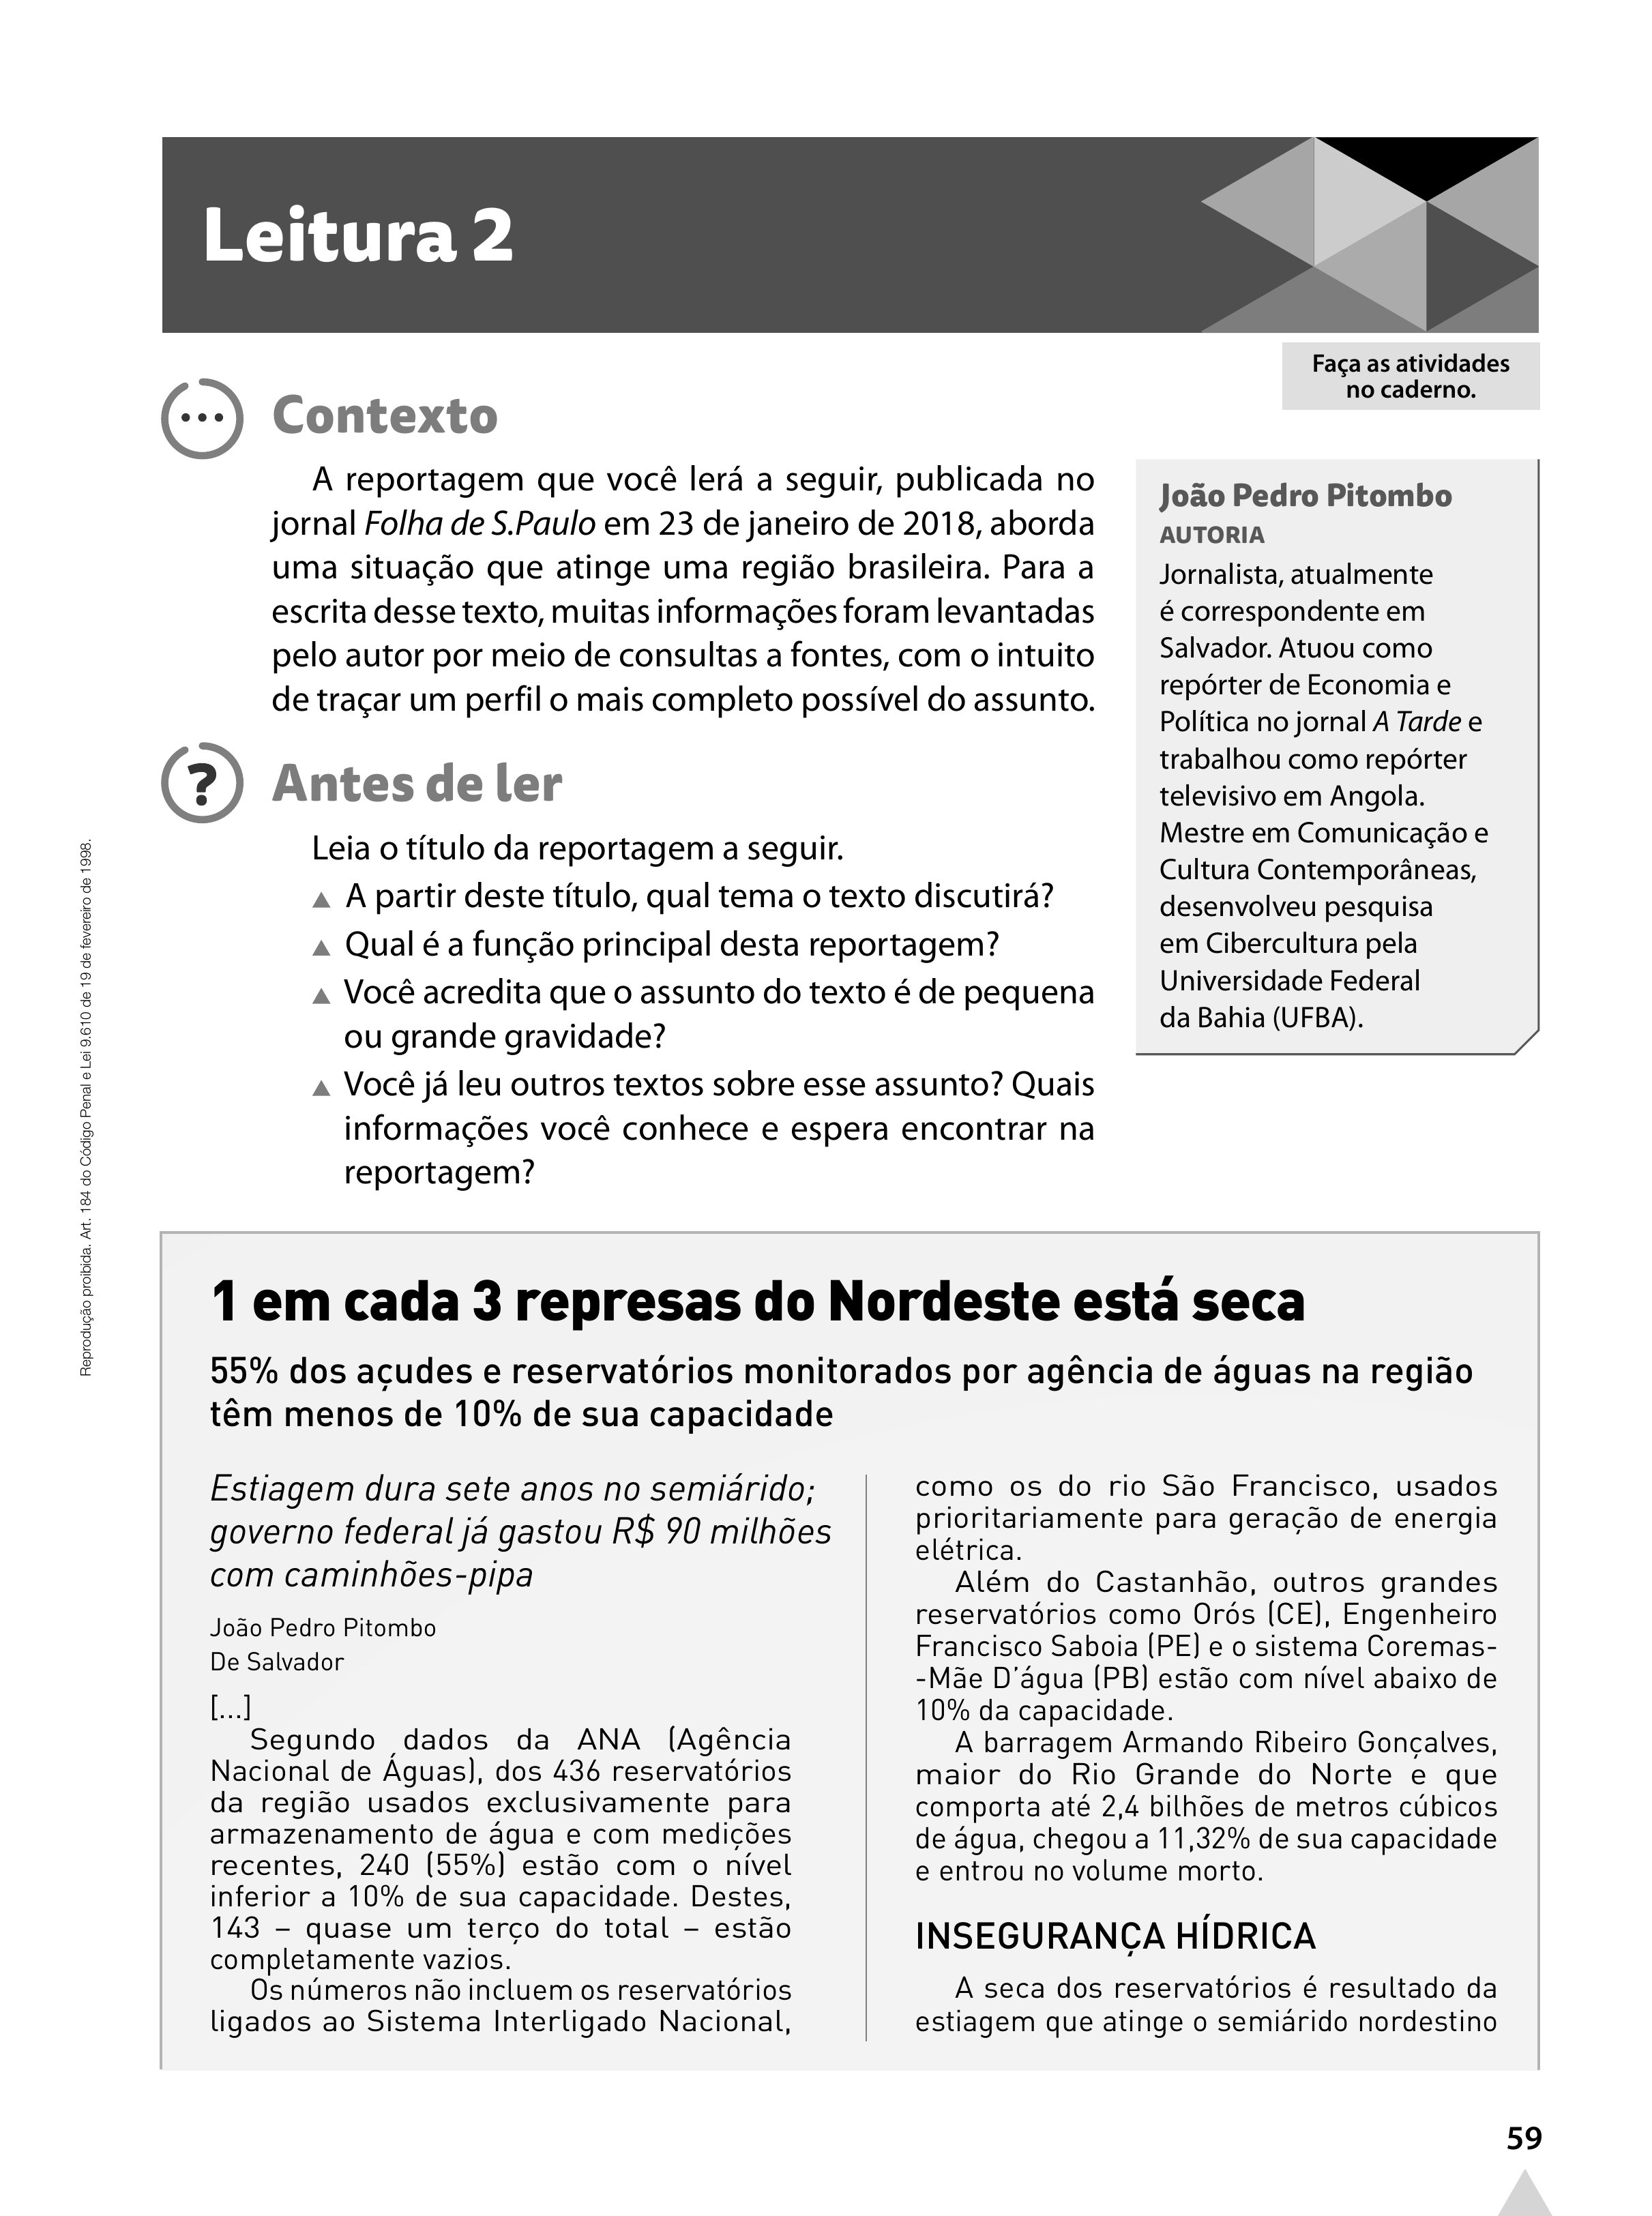 Leitura 2
Faça as atividades
no caderno.
Contexto
A reportagem que você lerá a seguir, publicada no
jornal Folha de S.Paulo em 23 de janeiro de 2018, aborda
uma situação que atinge uma região brasileira. Para a
escrita desse texto, muitas informações foram levantadas
pelo autor por meio de consultas a fontes, com o intuito
de traçar um perfil o mais completo possível do assunto.
João Pedro Pitombo
AUTORIA
Jornalista, atualmente
é correspondente em
Salvador. Atuou como
repórter de Economia e
Política no jornal A Tarde e
trabalhou como repórter
televisivo em Angola.
Mestre em Comunicação e
Cultura Contemporâneas,
desenvolveu pesquisa
em Cibercultura pela
Universidade Federal
da Bahia (UFBA).
?
Antes de ler
Leia o título da reportagem a seguir.
▲ A partir deste título, qual tema o texto discutirá?
▲ Qual é a função principal desta reportagem?
▲ Você acredita que o assunto do texto é de pequena
ou grande gravidade?
▲ Você já leu outros textos sobre esse assunto? Quais
informações você conhece e espera encontrar na
reportagem?
Reprodução proibida. Art. 184 do Código Penal e Lei 9.610 de 19 de fevereiro de 1998.
1 em cada 3 represas do Nordeste está seca
55% dos açudes e reservatórios monitorados por agência de águas na região
têm menos de 10% de sua capacidade
Estiagem dura sete anos no semiárido;
governo federal já gastou R$ 90 milhões
com caminhões-pipa
João Pedro Pitombo
De Salvador
[...]
Segundo dados da ANA (Agência
Nacional de Águas), dos 436 reservatórios
da região usados exclusivamente para
armazenamento de água e com medições
recentes, 240 (55%) estão com o nível
inferior a 10% de sua capacidade. Destes,
143 – quase um terço do total – estão
completamente vazios.
Os números não incluem os reservatórios
ligados ao Sistema Interligado Nacional,
como os do rio São Francisco, usados
prioritariamente para geração de energia
elétrica.
Além do Castanhão, outros grandes
reservatórios como Orós (CE), Engenheiro
Francisco Saboia (PE) e o sistema Coremas-
-Mãe D’água (PB) estão com nível abaixo de
10% da capacidade.
A barragem Armando Ribeiro Gonçalves,
maior do Rio Grande do Norte e que
comporta até 2,4 bilhões de metros cúbicos
de água, chegou a 11,32% de sua capacidade
e entrou no volume morto.
INSEGURANÇA HÍDRICA
A seca dos reservatórios é resultado da
estiagem que atinge o semiárido nordestino
59